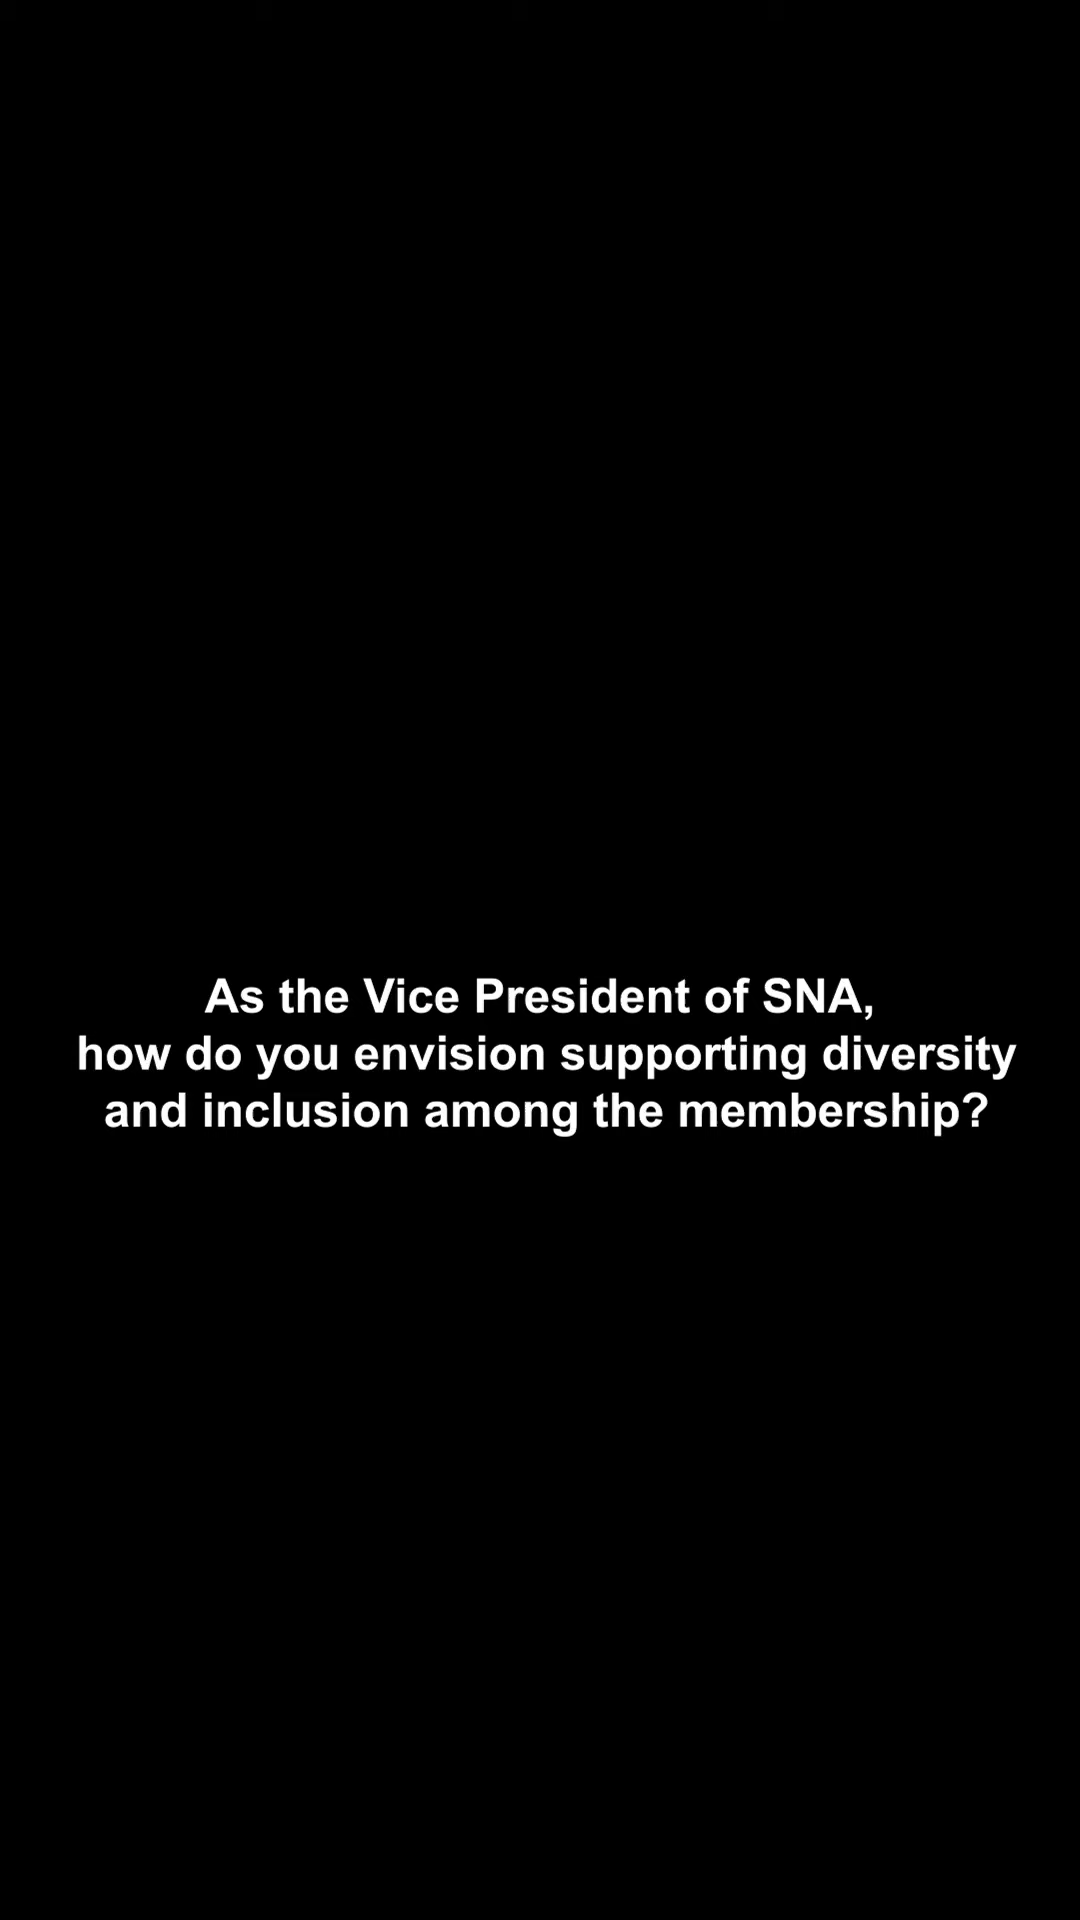 As the Vice President of SNA,
how do you envision supporting diversity
and inclusion among the membership?